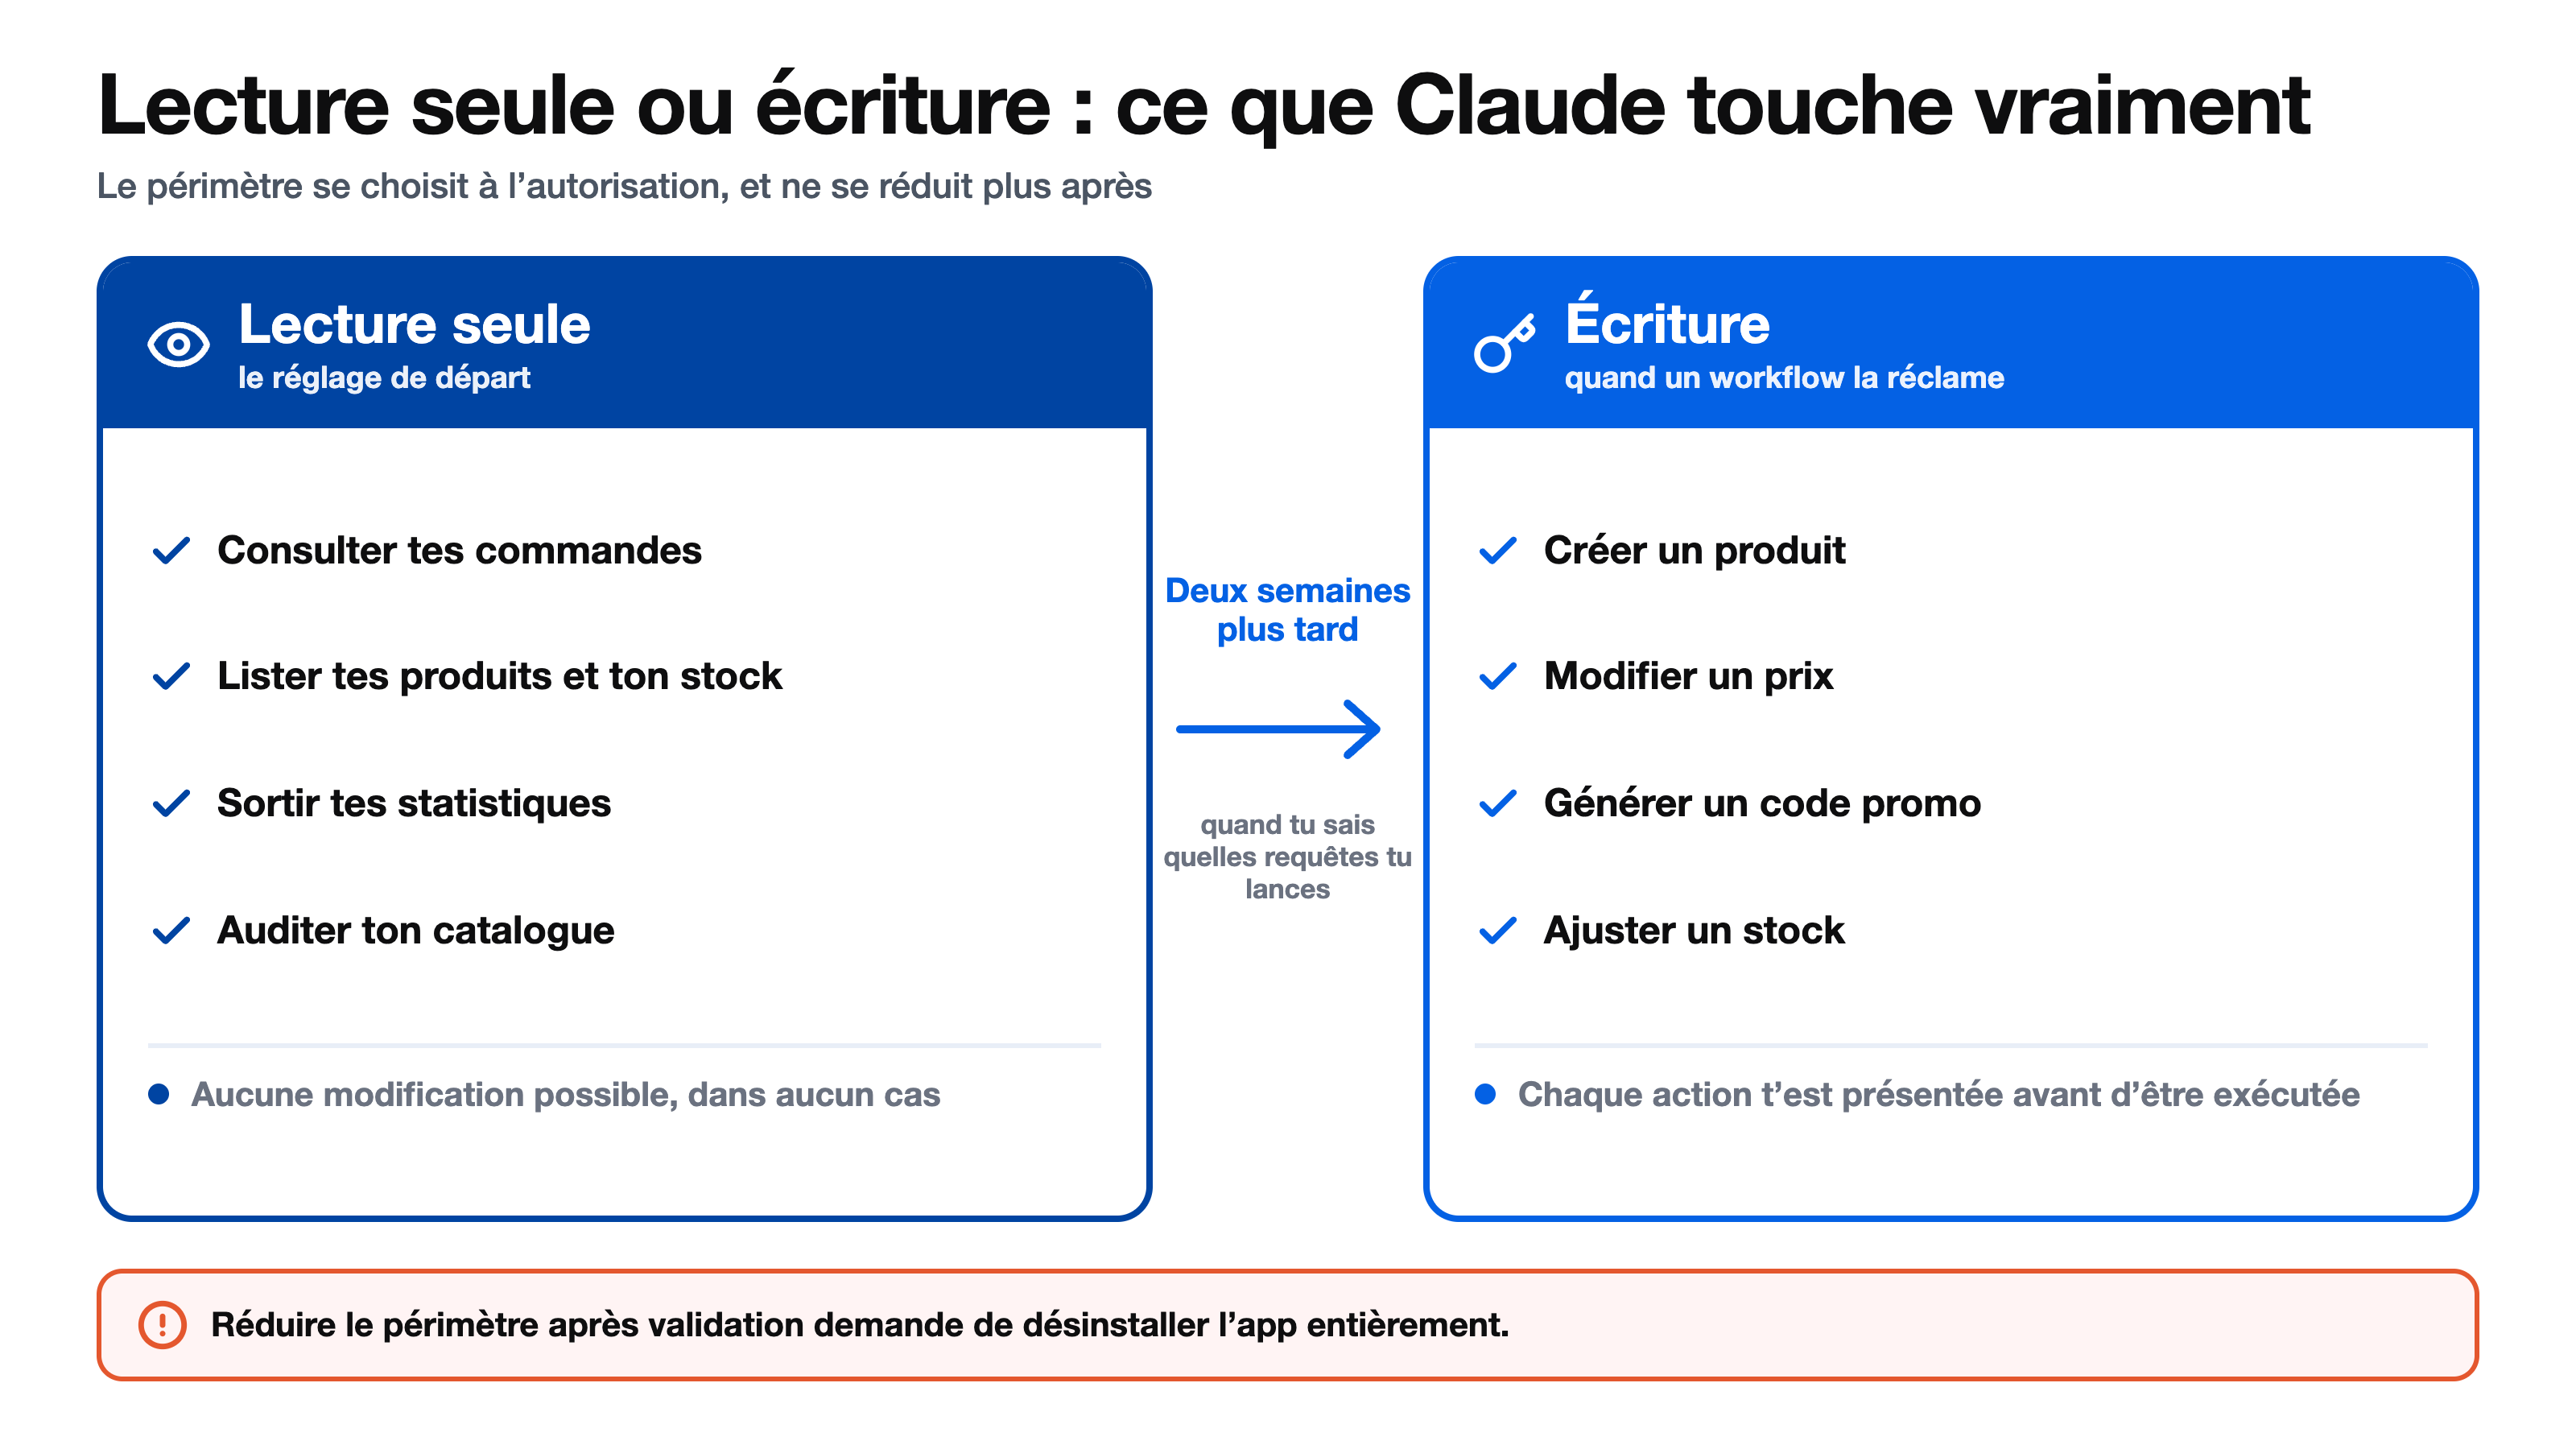 Lecture seule ou écriture : ce que Claude touche vraiment
Le périmètre se choisit à l’autorisation, et ne se réduit plus après
Lecture seule
le réglage de départ
Consulter tes commandes
Lister tes produits et ton stock
Sortir tes statistiques
Auditer ton catalogue
Aucune modification possible, dans aucun cas
Deux semaines
plus tard
quand tu sais
quelles requêtes tu
lances
Écriture
quand un workflow la réclame
Créer un produit
Modifier un prix
Générer un code promo
Ajuster un stock
Chaque action t’est présentée avant d’être exécutée
Réduire le périmètre après validation demande de désinstaller l’app entièrement.